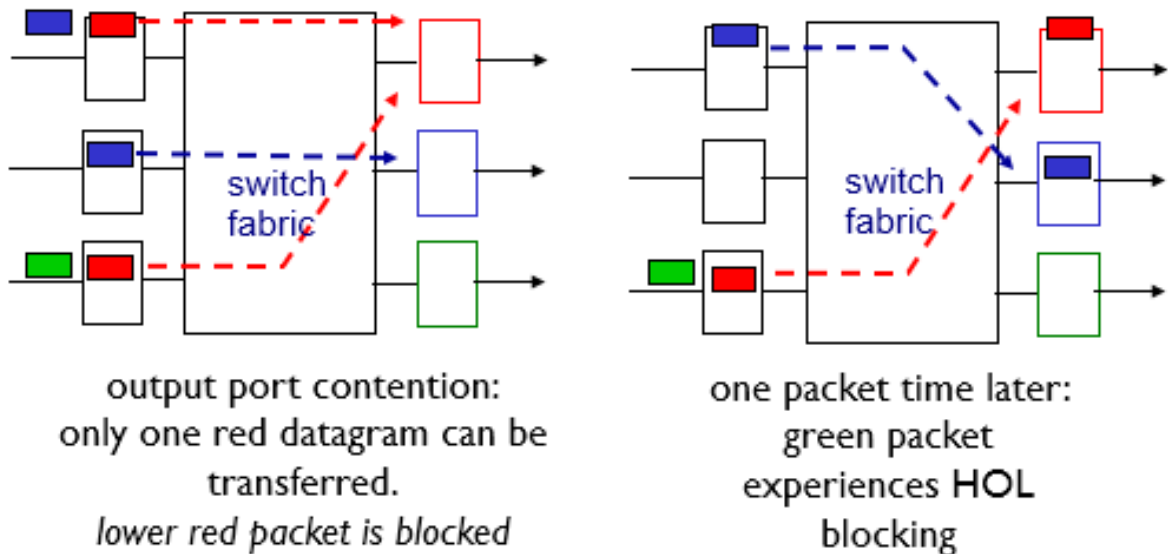 switch
fabric
output port contention:
only one red datagram can be
transferred.
lower red packet is blocked
switch
fabric
one packet time later:
green packet
experiences HOL
blocking